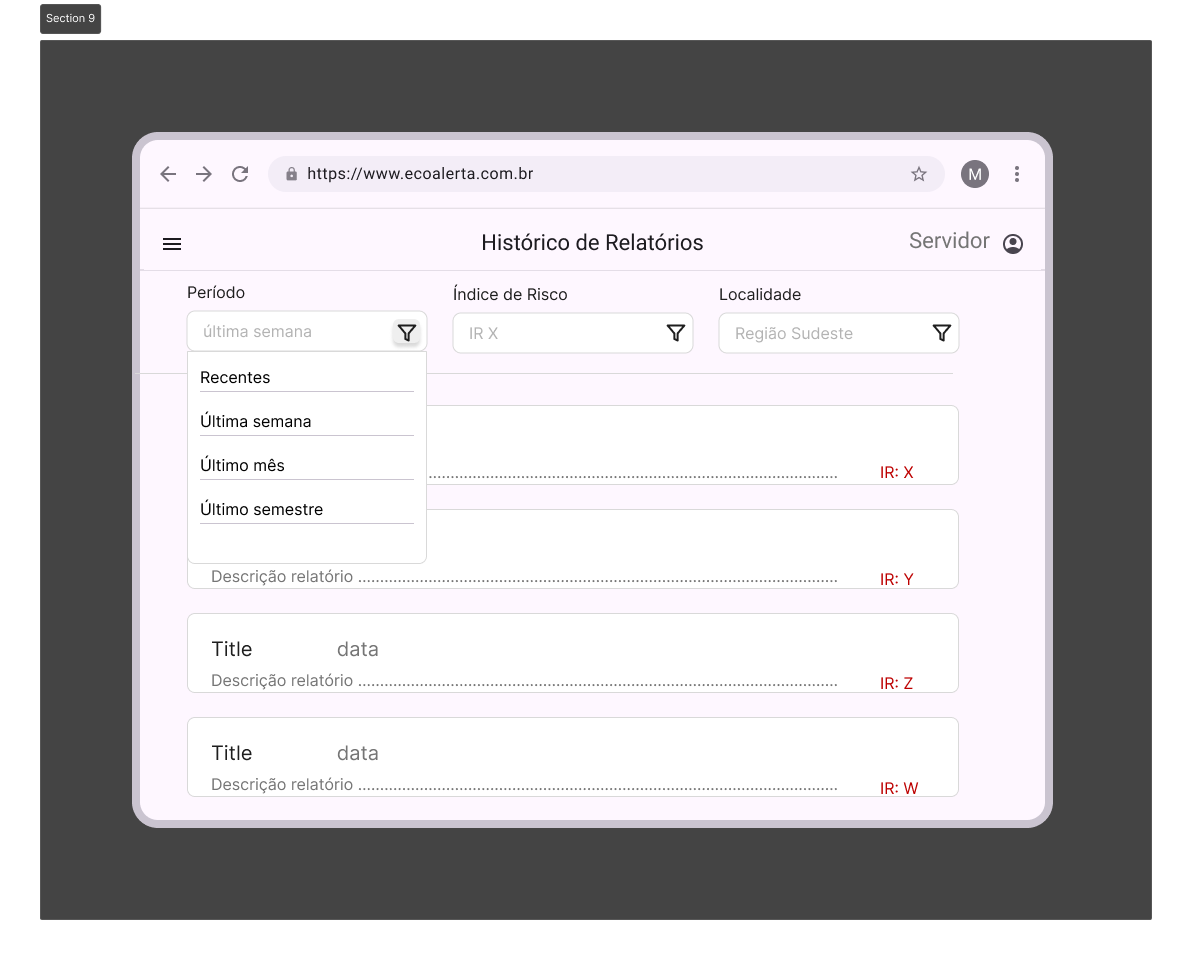 Section 9
https://www.ecoalerta.com.br
M
Histórico de Relatórios
Servidor
Período
Índice de Risco
Localidade
última semana
IR X
Região Sudeste
Recentes
Última semana
Último mês
Último semestre
IR: X
Descrição relatório ..............................................................................................................
IR: Y
Title data
Descrição relatório ..............................................................................................................
IR: Z
Title data
Descrição relatório ..............................................................................................................
IR: W